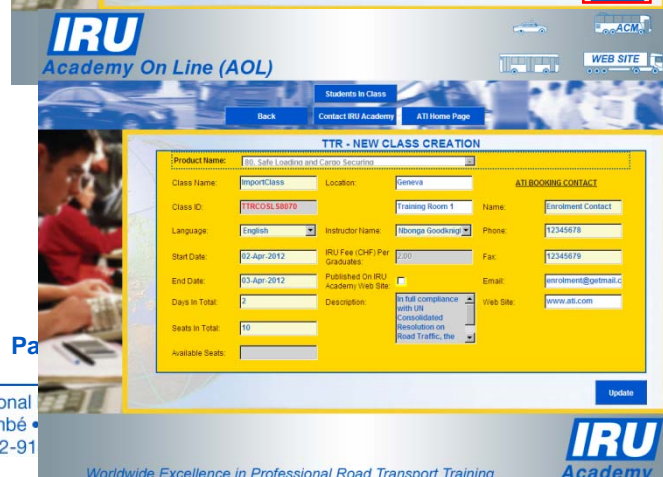 IRU
Academy On Line (AOL)
ACM
WEB SITE
Students In Class
Back Contact IRU Academy ATI Home Page
TTR - NEW CLASS CREATION
Product Name: 80. Safe Loading and Cargo Securing
Class Name: ImportClass Location: Geneva ATI BOOKING CONTACT
Class ID: TTRCOSLS8070 Training Room 1 Name: Enrolment Contact
Language: English Instructor Name: Nbonga Goodknigh Phone: 12345678
Start Date: 02-Apr-2012 IRU Fee (CHF) Per Graduates: 2.00 Fax: 12345679
End Date: 03-Apr-2012 Published On IRU Academy Web Site: Email: enrolment@getmail.c
Days In Total: 2 Description: In full compliance with UN Consolidated Resolution on Road Traffic, the Web Site: www.ati.com
Seats In Total: 10
Available Seats:
Update
Pa
onal
nbé •
2-91
IRU
Worldwide Excellence in Professional Road Transport Training Academy